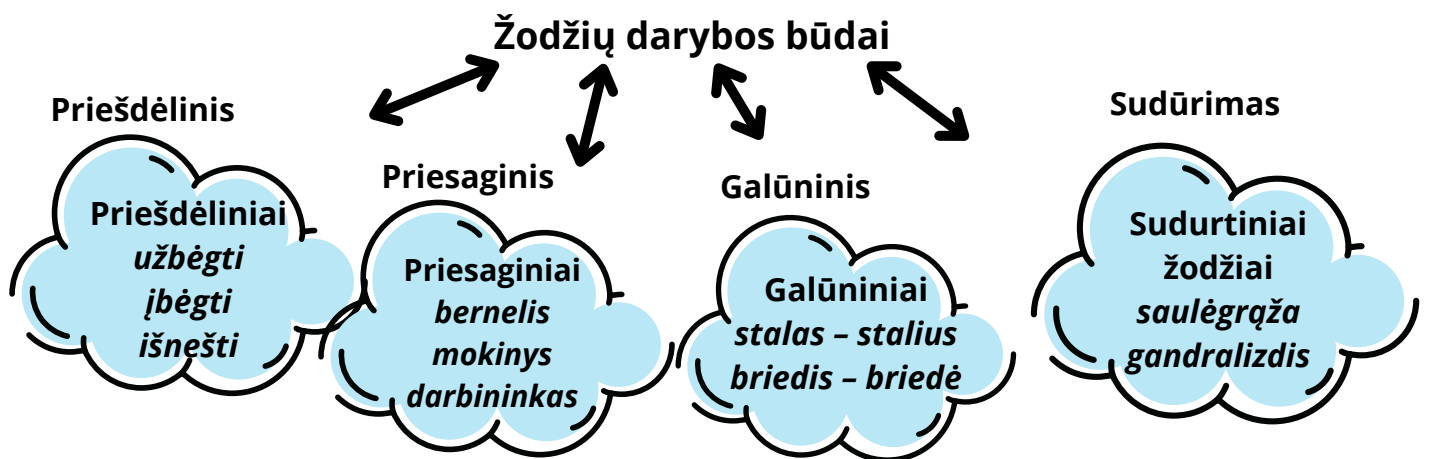 Žodžių darybos būdai
Priešdėlinis
Priešdėliniai
užbėgti
įbėgti
išnešti
Priesaginis
Priesaginiai
bernelis
mokinys
darbininkas
Galūninis
Galūniniai
stalas – stalius
briedis – briedė
Sudūrimas
Sudurtiniai
žodžiai
saulėgrąža
gandralizdis